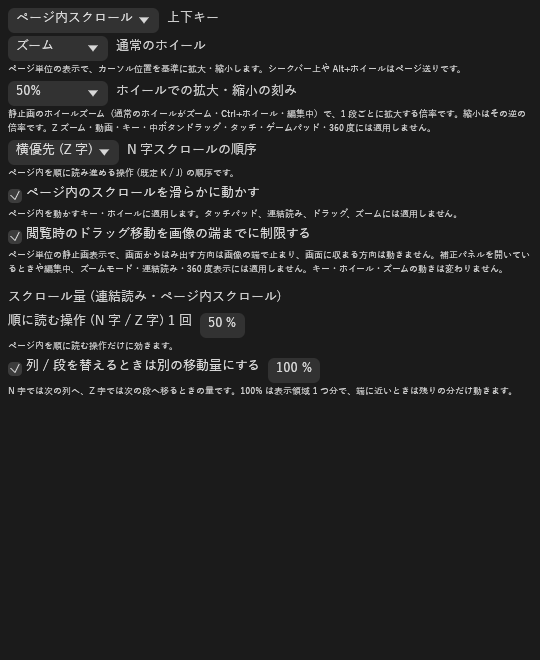 ページ内スクロール 上下キー
ズーム 通常のホイール
ページ単位の表示で、カーソル位置を基準に拡大・縮小します。シークバー上や Alt+ホイールはページ送りです。
50% ホイールでの拡大・縮小の刻み
静止画のホイールズーム（通常のホイールがズーム・Ctrl+ホイール・編集中）で、1 段ごとに拡大する倍率です。縮小はその逆の
倍率です。Z ズーム・動画・キー・中ボタンドラッグ・タッチ・ゲームパッド・360 度には適用しません。
横優先 (Z 字) N 字スクロールの順序
ページ内を順に読み進める操作 (既定 K / J) の順序です。
ページ内のスクロールを滑らかに動かす
ページ内を動かすキー・ホイールに適用します。タッチパッド、連結読み、ドラッグ、ズームには適用しません。
閲覧時のドラッグ移動を画像の端までに制限する
ページ単位の静止画表示で、画面からはみ出す方向は画像の端で止まり、画面に収まる方向は動きません。補正パネルを開いてい
るときや編集中、ズームモード・連結読み・360 度表示には適用しません。キー・ホイール・ズームの動きは変わりません。
スクロール量 (連結読み・ページ内スクロール)
順に読む操作 (N 字 / Z 字) 1 回 50 %
ページ内を順に読む操作だけに効きます。
列 / 段を替えるときは別の移動量にする 100 %
N 字では次の列へ、Z 字では次の段へ移るときの量です。100% は表示領域 1 つ分で、端に近いときは残りの分だけ動きます。